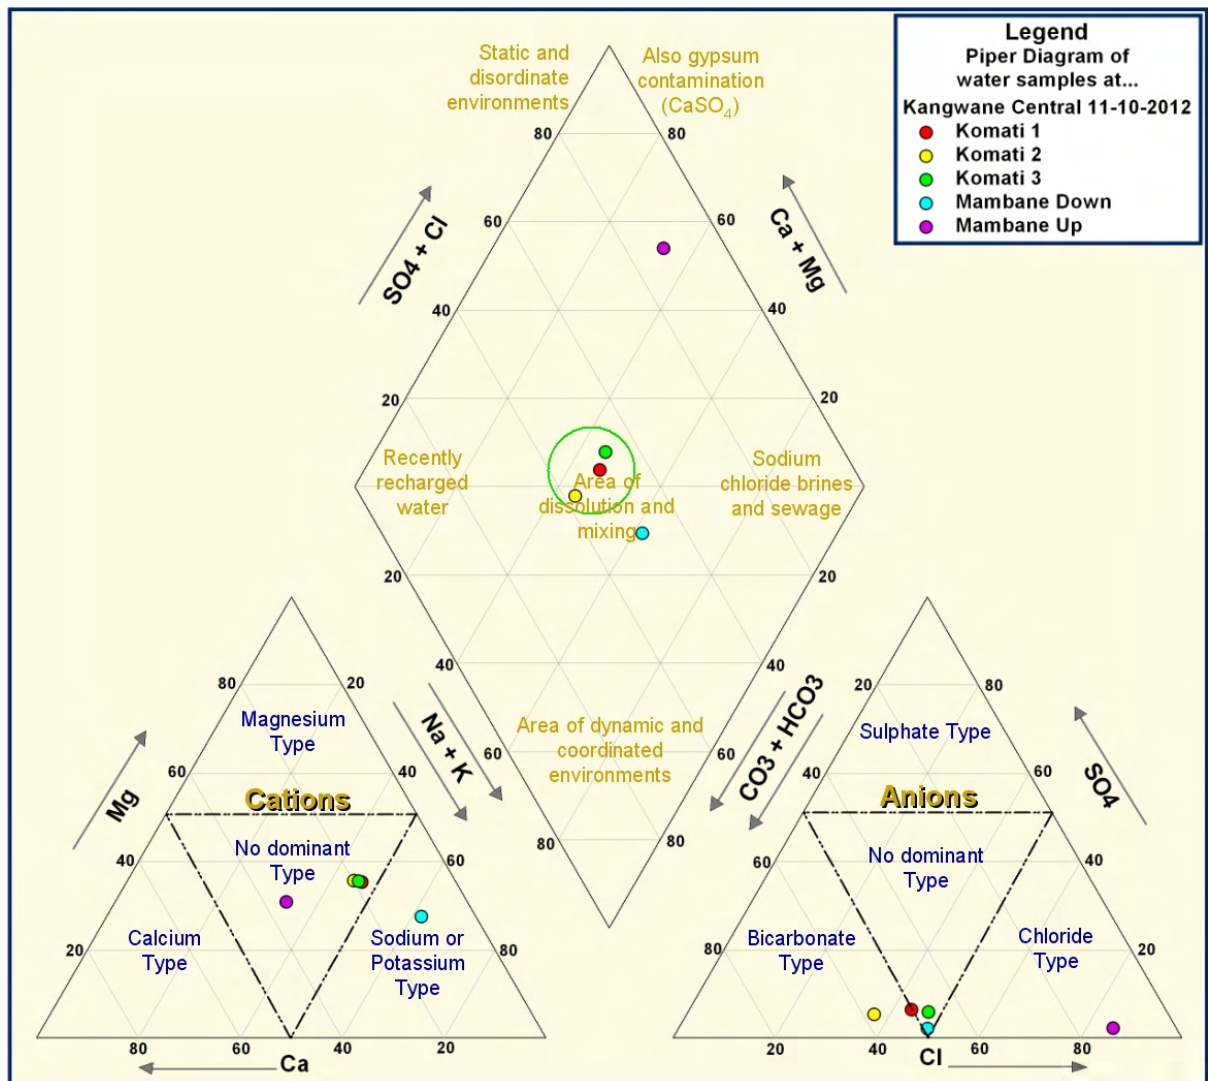 Legend
Piper Diagram of
water samples at...
Kangwane Central 11-10-2012
Komati 1
Komati 2
Komati 3
Mambane Down
Mambane Up
Static and
disordinate
environments
Also gypsum
contamination
(CaSO4)
80 80
60 60
40 40
20 20
SO4 + Cl
Ca + Mg
Recently
recharged
water
Area of
dissolution and
mixing
Sodium
chloride brines
and sewage
20 20
40 40
60 60
80 80
Area of dynamic and
coordinated
environments
Na + K
CO3 + HCO3
80 20
Magnesium
Type
60 40
Mg
Cations
No dominant
Type
40 60
Calcium
Type
Sodium or
Potassium
Type
20 80
80 60 40 20
Ca
20 80
Sulphate Type
40 60
SO4
Anions
No dominant
Type
60 40
Bicarbonate
Type
Chloride
Type
80 20
20 40 60 80
Cl